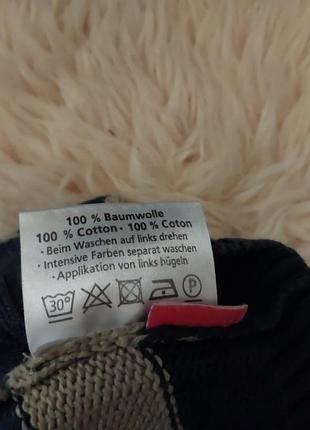 100 % Baumwolle
100 % Cotton · 100 % Coton
· Beim Waschen auf links drehen
· Intensive Farben separat waschen
· Applikation von links bügeln
30° P